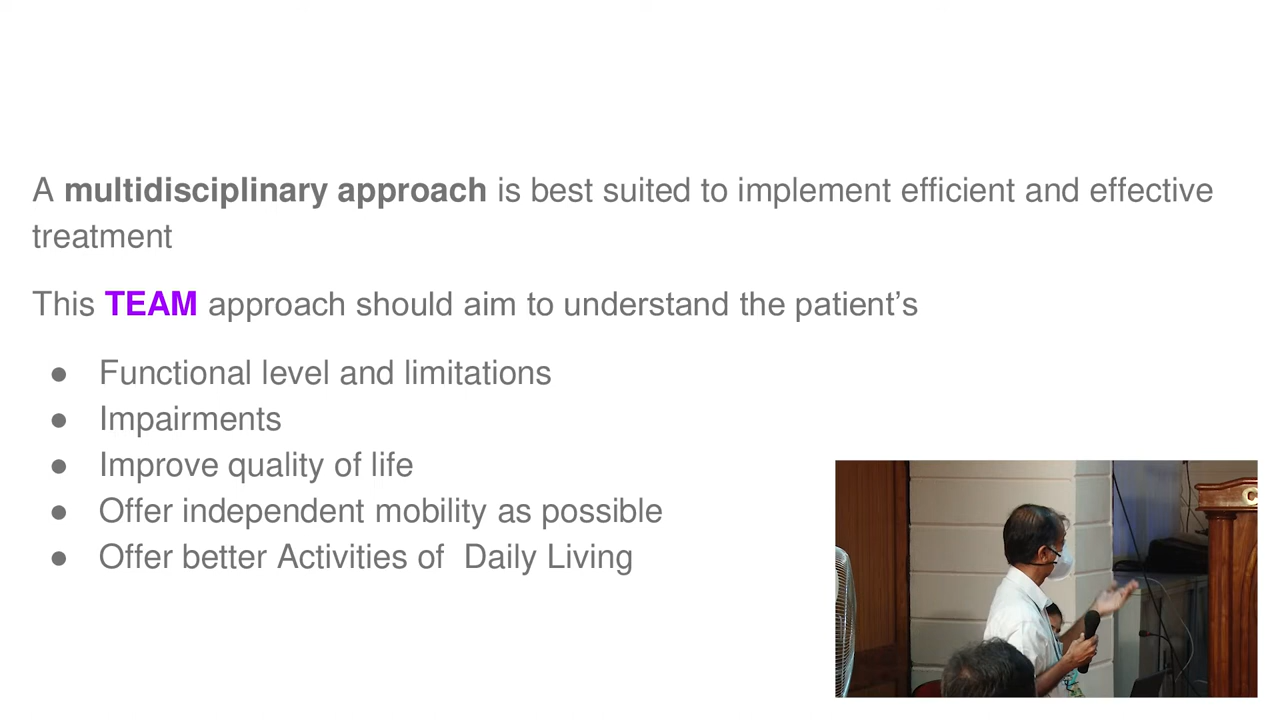 A multidisciplinary approach is best suited to implement efficient and effective
treatment
This TEAM approach should aim to understand the patient’s
● Functional level and limitations
● Impairments
● Improve quality of life
● Offer independent mobility as possible
● Offer better Activities of  Daily Living